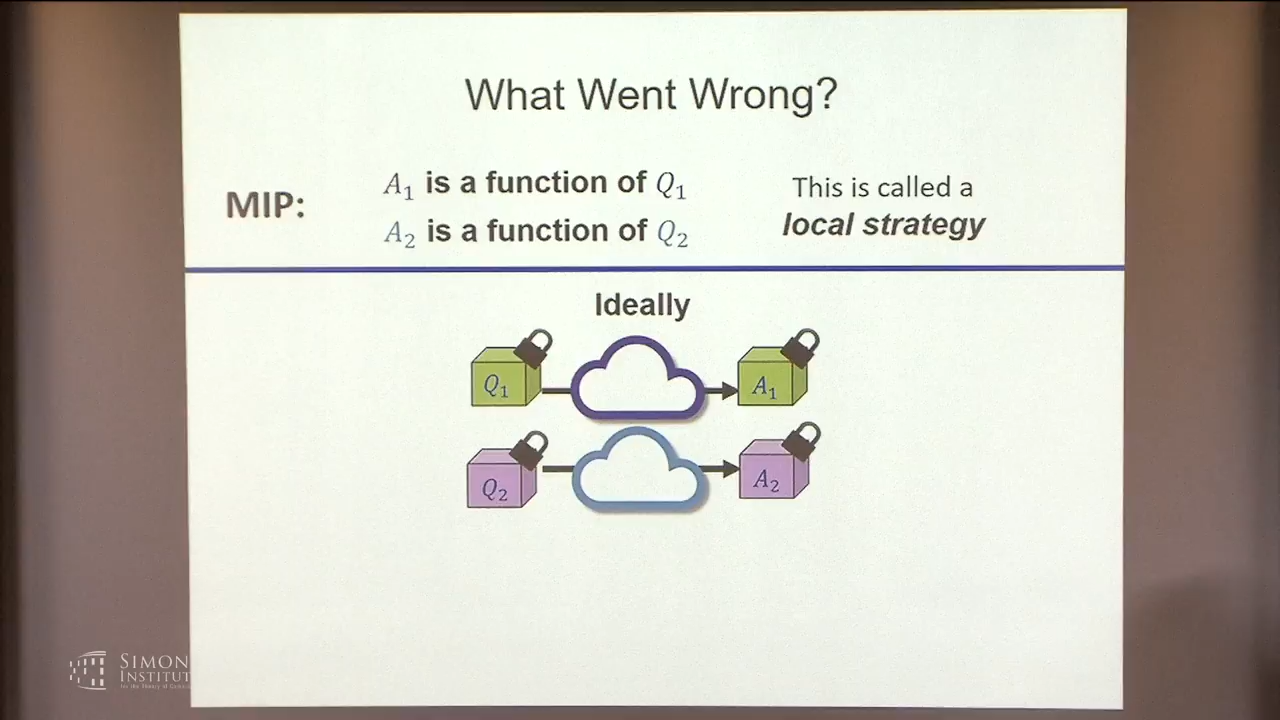 What Went Wrong?
MIP:
A₁ is a function of Q₁
A₂ is a function of Q₂
This is called a
local strategy
Ideally
Q₁
A₁
Q₂
A₂
SIMON
INSTITUT